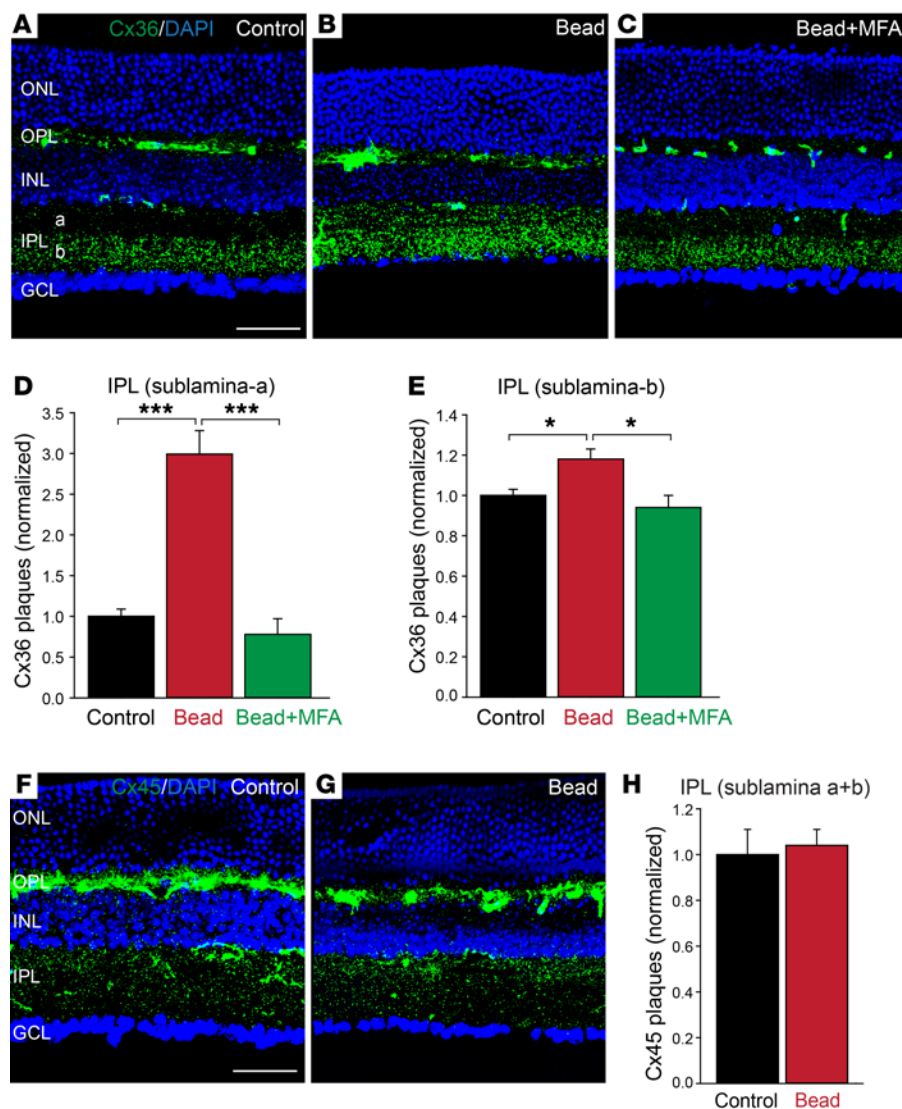 A Cx36/DAPI Control
B Bead
C Bead+MFA
ONL
OPL
INL
a
IPL
b
GCL
D IPL (sublamina-a)
*** ***
Cx36 plaques (normalized)
3.5
3.0
2.5
2.0
1.5
1.0
0.5
0.0
Control Bead Bead+MFA
E IPL (sublamina-b)
* *
Cx36 plaques (normalized)
1.4
1.2
1.0
0.8
0.6
0.4
0.2
0.0
Control Bead Bead+MFA
F Cx45/DAPI Control
G Bead
ONL
OPL
INL
IPL
GCL
H IPL (sublamina a+b)
Cx45 plaques (normalized)
1.2
1.0
0.8
0.6
0.4
0.2
0.0
Control Bead